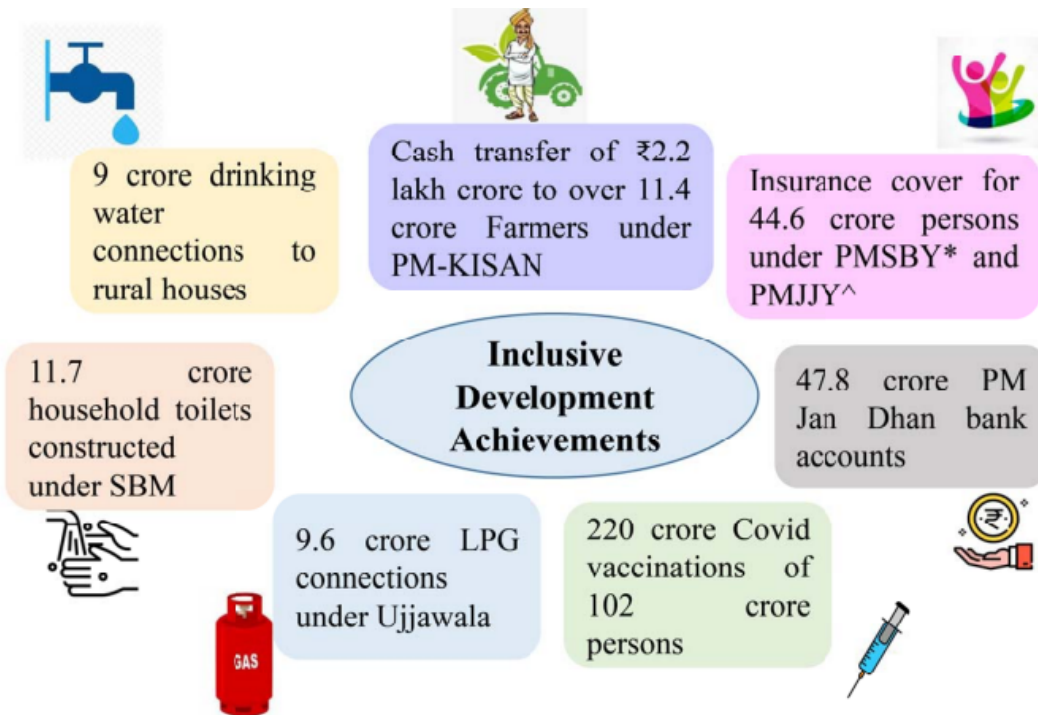 9 crore drinking
water
connections to
rural houses
Cash transfer of ₹2.2
lakh crore to over 11.4
crore Farmers under
PM-KISAN
Insurance cover for
44.6 crore persons
under PMSBY* and
PMJJY^
Inclusive
Development
Achievements
11.7 crore
household toilets
constructed
under SBM
47.8 crore PM
Jan Dhan bank
accounts
9.6 crore LPG
connections
under Ujjawala
220 crore Covid
vaccinations of
102 crore
persons
₹
GAS